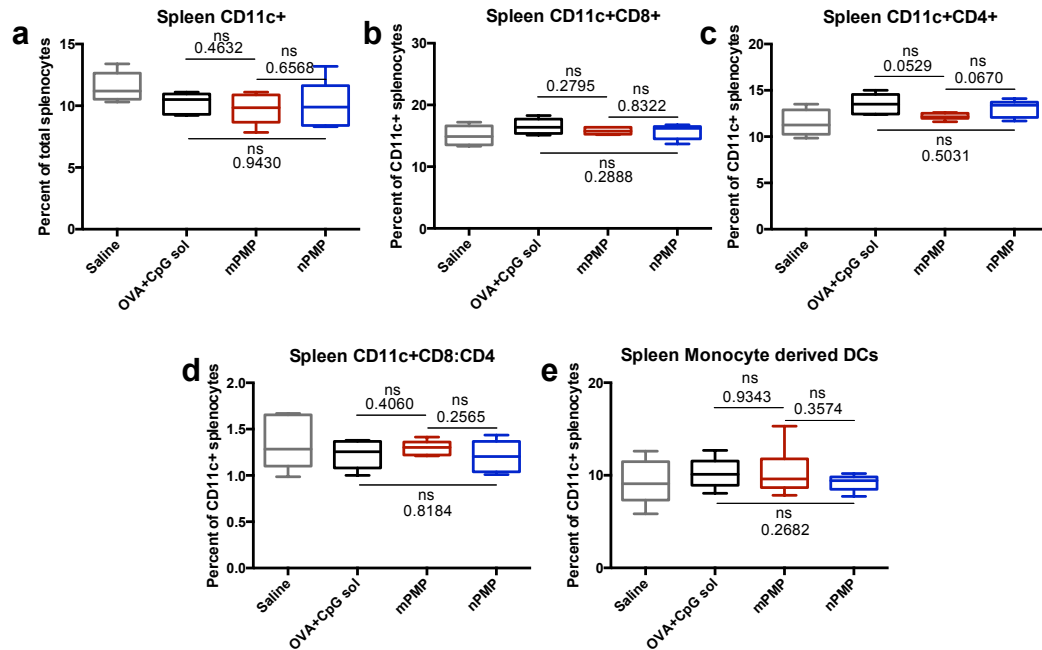 a
Spleen CD11c+
Percent of total splenocytes
15
10
5
0
ns
0.4632
ns
0.6568
ns
0.9430
Saline
OVA+CpG sol
mPMP
nPMP
b
Spleen CD11c+CD8+
Percent of CD11c+ splenocytes
30
20
10
0
ns
0.2795
ns
0.8322
ns
0.2888
Saline
OVA+CpG sol
mPMP
nPMP
c
Spleen CD11c+CD4+
Percent of CD11c+ splenocytes
20
15
10
5
0
ns
0.0529
ns
0.0670
ns
0.5031
Saline
OVA+CpG sol
mPMP
nPMP
d
Spleen CD11c+CD8:CD4
Percent of CD11c+ splenocytes
2.0
1.5
1.0
0.5
0.0
ns
0.4060
ns
0.2565
ns
0.8184
Saline
OVA+CpG sol
mPMP
nPMP
e
Spleen Monocyte derived DCs
Percent of CD11c+ splenocytes
20
15
10
5
0
ns
0.9343
ns
0.3574
ns
0.2682
Saline
OVA+CpG sol
mPMP
nPMP